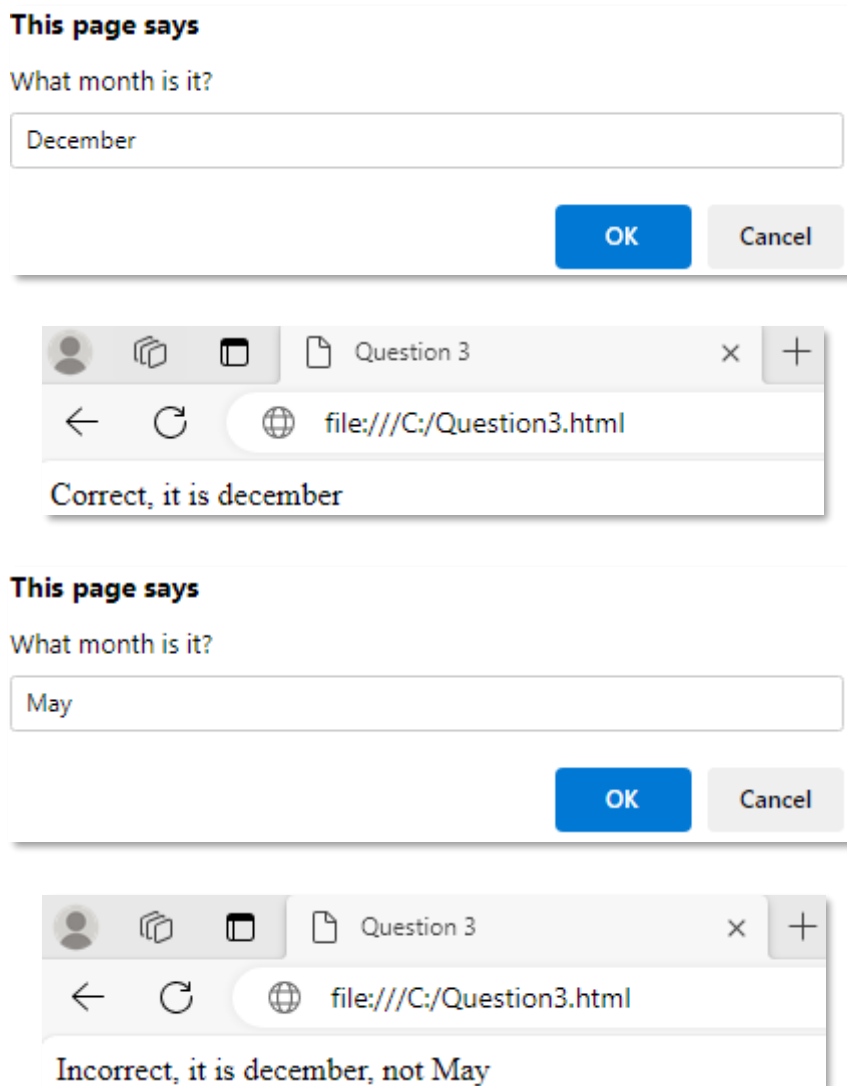 This page says
What month is it?
December
OK Cancel
Question 3
file:///C:/Question3.html
Correct, it is december
This page says
What month is it?
May
OK Cancel
Question 3
file:///C:/Question3.html
Incorrect, it is december, not May